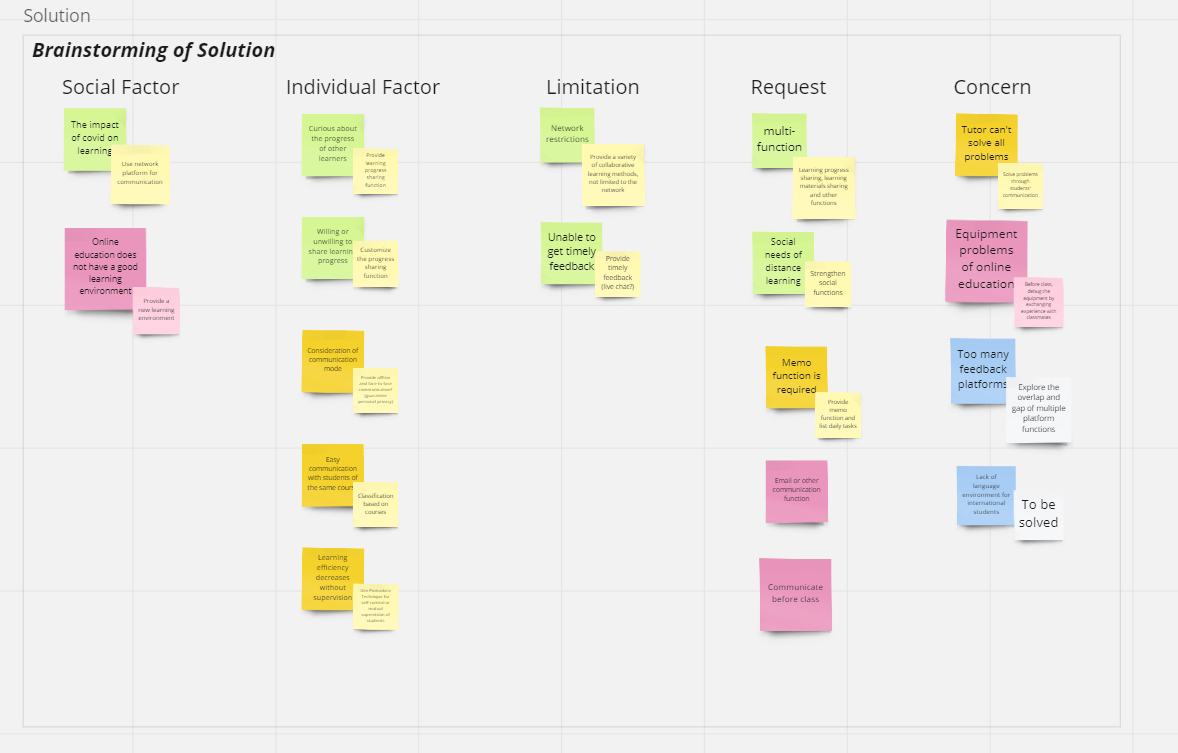 Solution
Brainstorming of Solution
Social Factor
The impact
of covid on
learning
Use network
platform for
communication
Online
education does
not have a good
learning
environment
Provide a
new learning
environment
Individual Factor
Curious about
the progress
of other
learners
Provide
learning
progress
sharing
function
Willing or
unwilling to
share learning
progress
Customize
the progress
sharing
function
Consideration of
communication
mode
Provide offline
and face-to-face
communication?
(guarantee
personal privacy)
Easy
communication
with students of
the same course
Classification
based on
courses
Learning
efficiency
decreases
without
supervision
Use Pomodoro
Technique for
self-control or
mutual
supervision of
students
Limitation
Network
restrictions
Provide a variety
of collaborative
learning methods,
not limited to the
network
Unable to
get timely
feedback
Provide
timely
feedback
(live chat?)
Request
multi-
function
Learning progress
sharing, learning
materials sharing
and other
functions
Social
needs of
distance
learning
Strengthen
social
functions
Memo
function is
required
Provide
memo
function and
list daily tasks
Email or other
communication
function
Communicate
before class
Concern
Tutor can't
solve all
problems
Solve problems
through
students'
communication
Equipment
problems
of online
education
Before class,
debug the
equipment by
exchanging
experience with
classmates
Too many
feedback
platforms
Explore the
overlap and
gap of multiple
platform
functions
Lack of
language
environment for
international
students
To be
solved